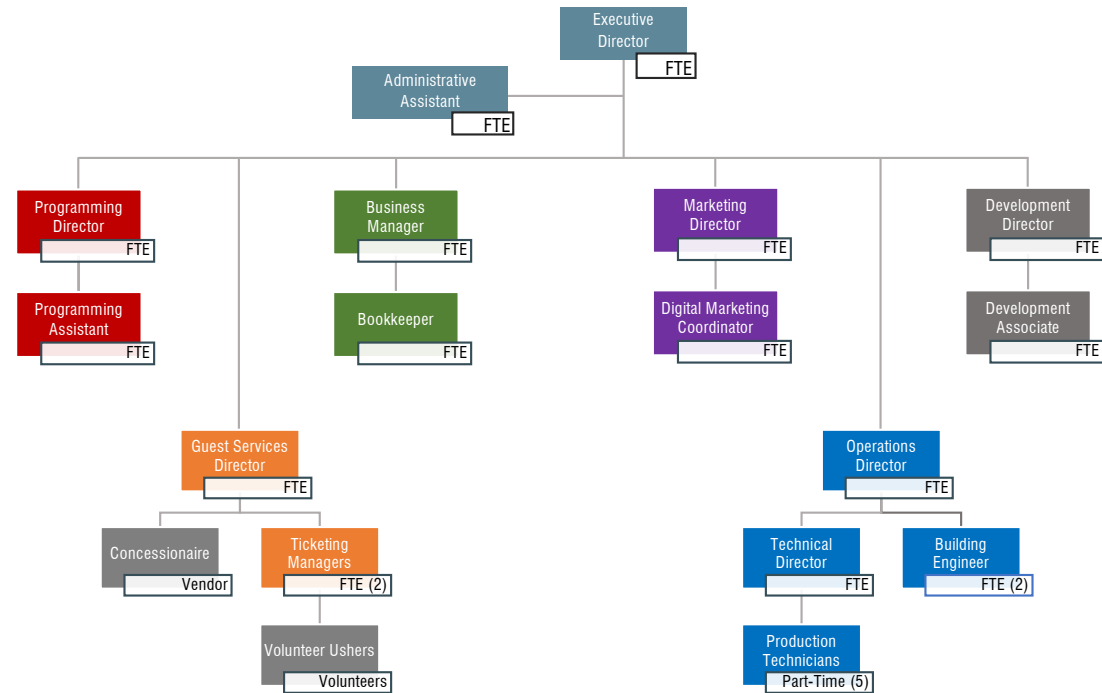 Executive
Director
FTE
Administrative
Assistant
FTE
Programming
Director
FTE
Business
Manager
FTE
Marketing
Director
FTE
Development
Director
FTE
Programming
Assistant
FTE
Bookkeeper
FTE
Digital Marketing
Coordinator
FTE
Development
Associate
FTE
Guest Services
Director
FTE
Operations
Director
FTE
Concessionaire
Vendor
Ticketing
Managers
FTE (2)
Technical
Director
FTE
Building
Engineer
FTE (2)
Volunteer Ushers
Volunteers
Production
Technicians
Part-Time (5)